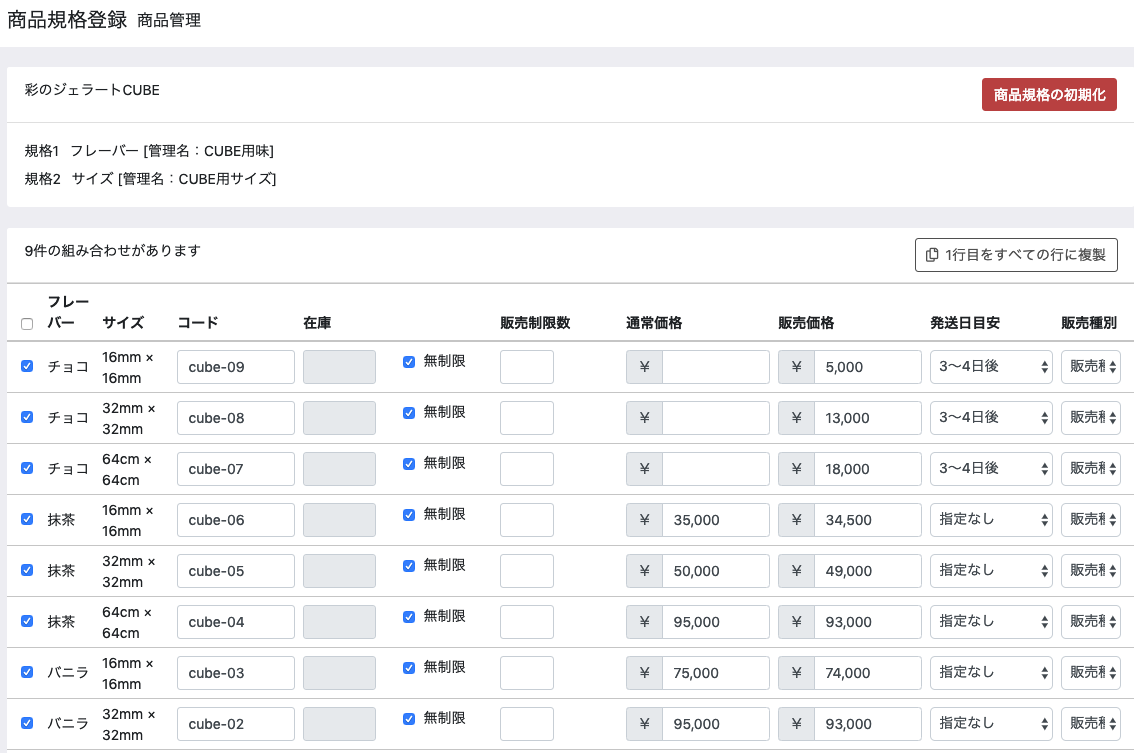 商品規格登録 商品管理
彩のジェラートCUBE
商品規格の初期化
規格1 フレーバー [管理名：CUBE用味]
規格2 サイズ [管理名：CUBE用サイズ]
9件の組み合わせがあります
1行目をすべての行に複製
フレーバー サイズ コード 在庫 販売制限数 通常価格 販売価格 発送日目安 販売種別
チョコ 16mm × 16mm cube-09 無制限 ¥ ¥ 5,000 3〜4日後 販売種
チョコ 32mm × 32mm cube-08 無制限 ¥ ¥ 13,000 3〜4日後 販売種
チョコ 64cm × 64cm cube-07 無制限 ¥ ¥ 18,000 3〜4日後 販売種
抹茶 16mm × 16mm cube-06 無制限 ¥ 35,000 ¥ 34,500 指定なし 販売種
抹茶 32mm × 32mm cube-05 無制限 ¥ 50,000 ¥ 49,000 指定なし 販売種
抹茶 64cm × 64cm cube-04 無制限 ¥ 95,000 ¥ 93,000 指定なし 販売種
バニラ 16mm × 16mm cube-03 無制限 ¥ 75,000 ¥ 74,000 指定なし 販売種
バニラ 32mm × 32mm cube-02 無制限 ¥ 95,000 ¥ 93,000 指定なし 販売種